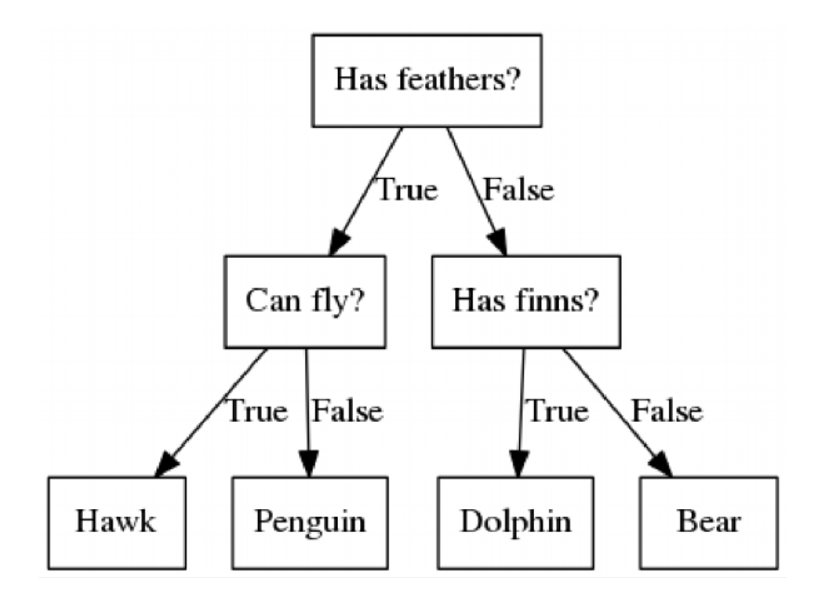 Has feathers?
True
False
Can fly?
Has finns?
True
False
True
False
Hawk
Penguin
Dolphin
Bear